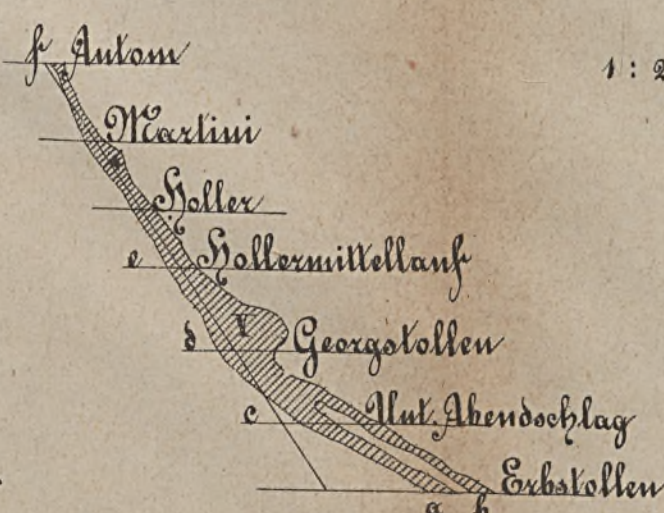 f Antom
1 : 2
Martini
Holler
e Hollermittellauf
V
d Georgstollen
c Unt. Abendschlag
Erbstollen
a b